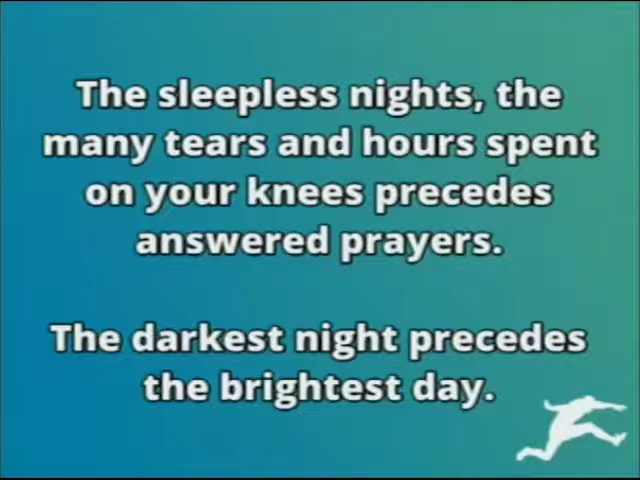 The sleepless nights, the
many tears and hours spent
on your knees precedes
answered prayers.
The darkest night precedes
the brightest day.